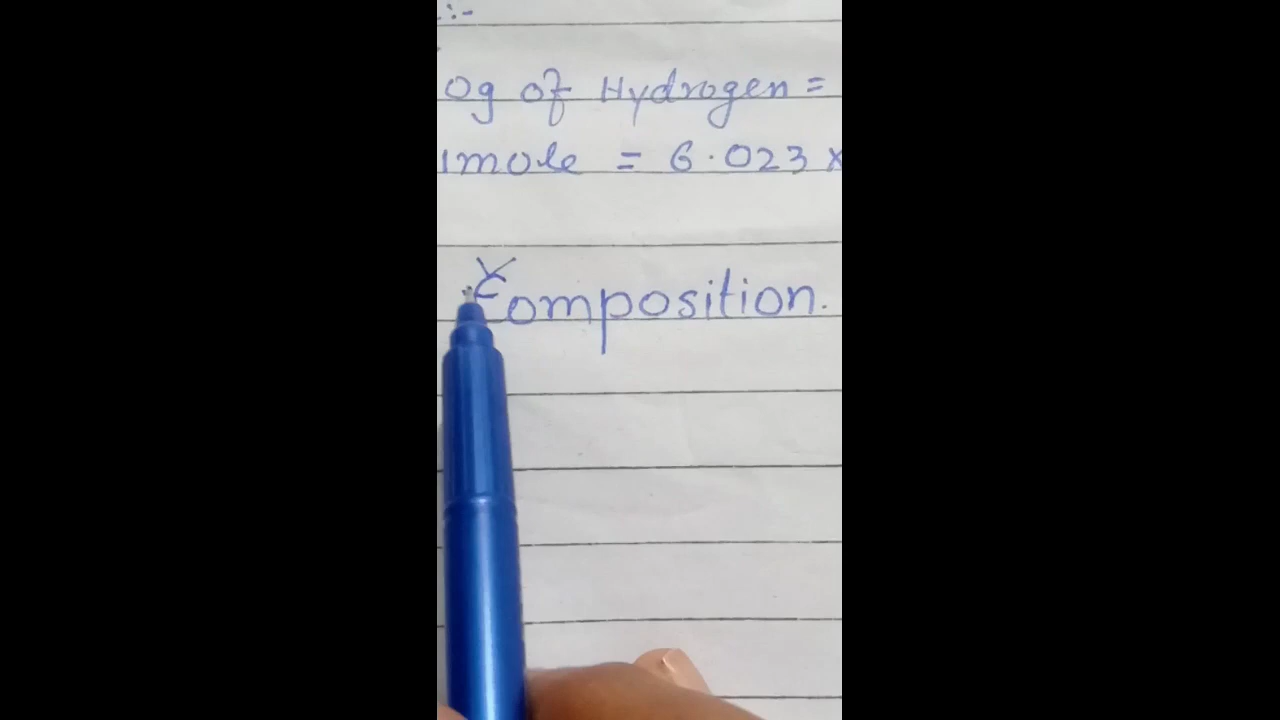 .:-
0g of Hydrogen =
1mole = 6.023 x
Composition.